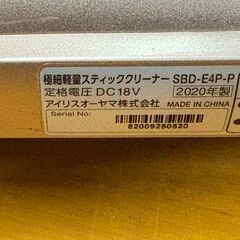 極細軽量スティッククリーナー SBD-E4P-P
定格電圧 DC18V 2020年製
アイリスオーヤマ株式会社 MADE IN CHINA
Serial No:
82009250520